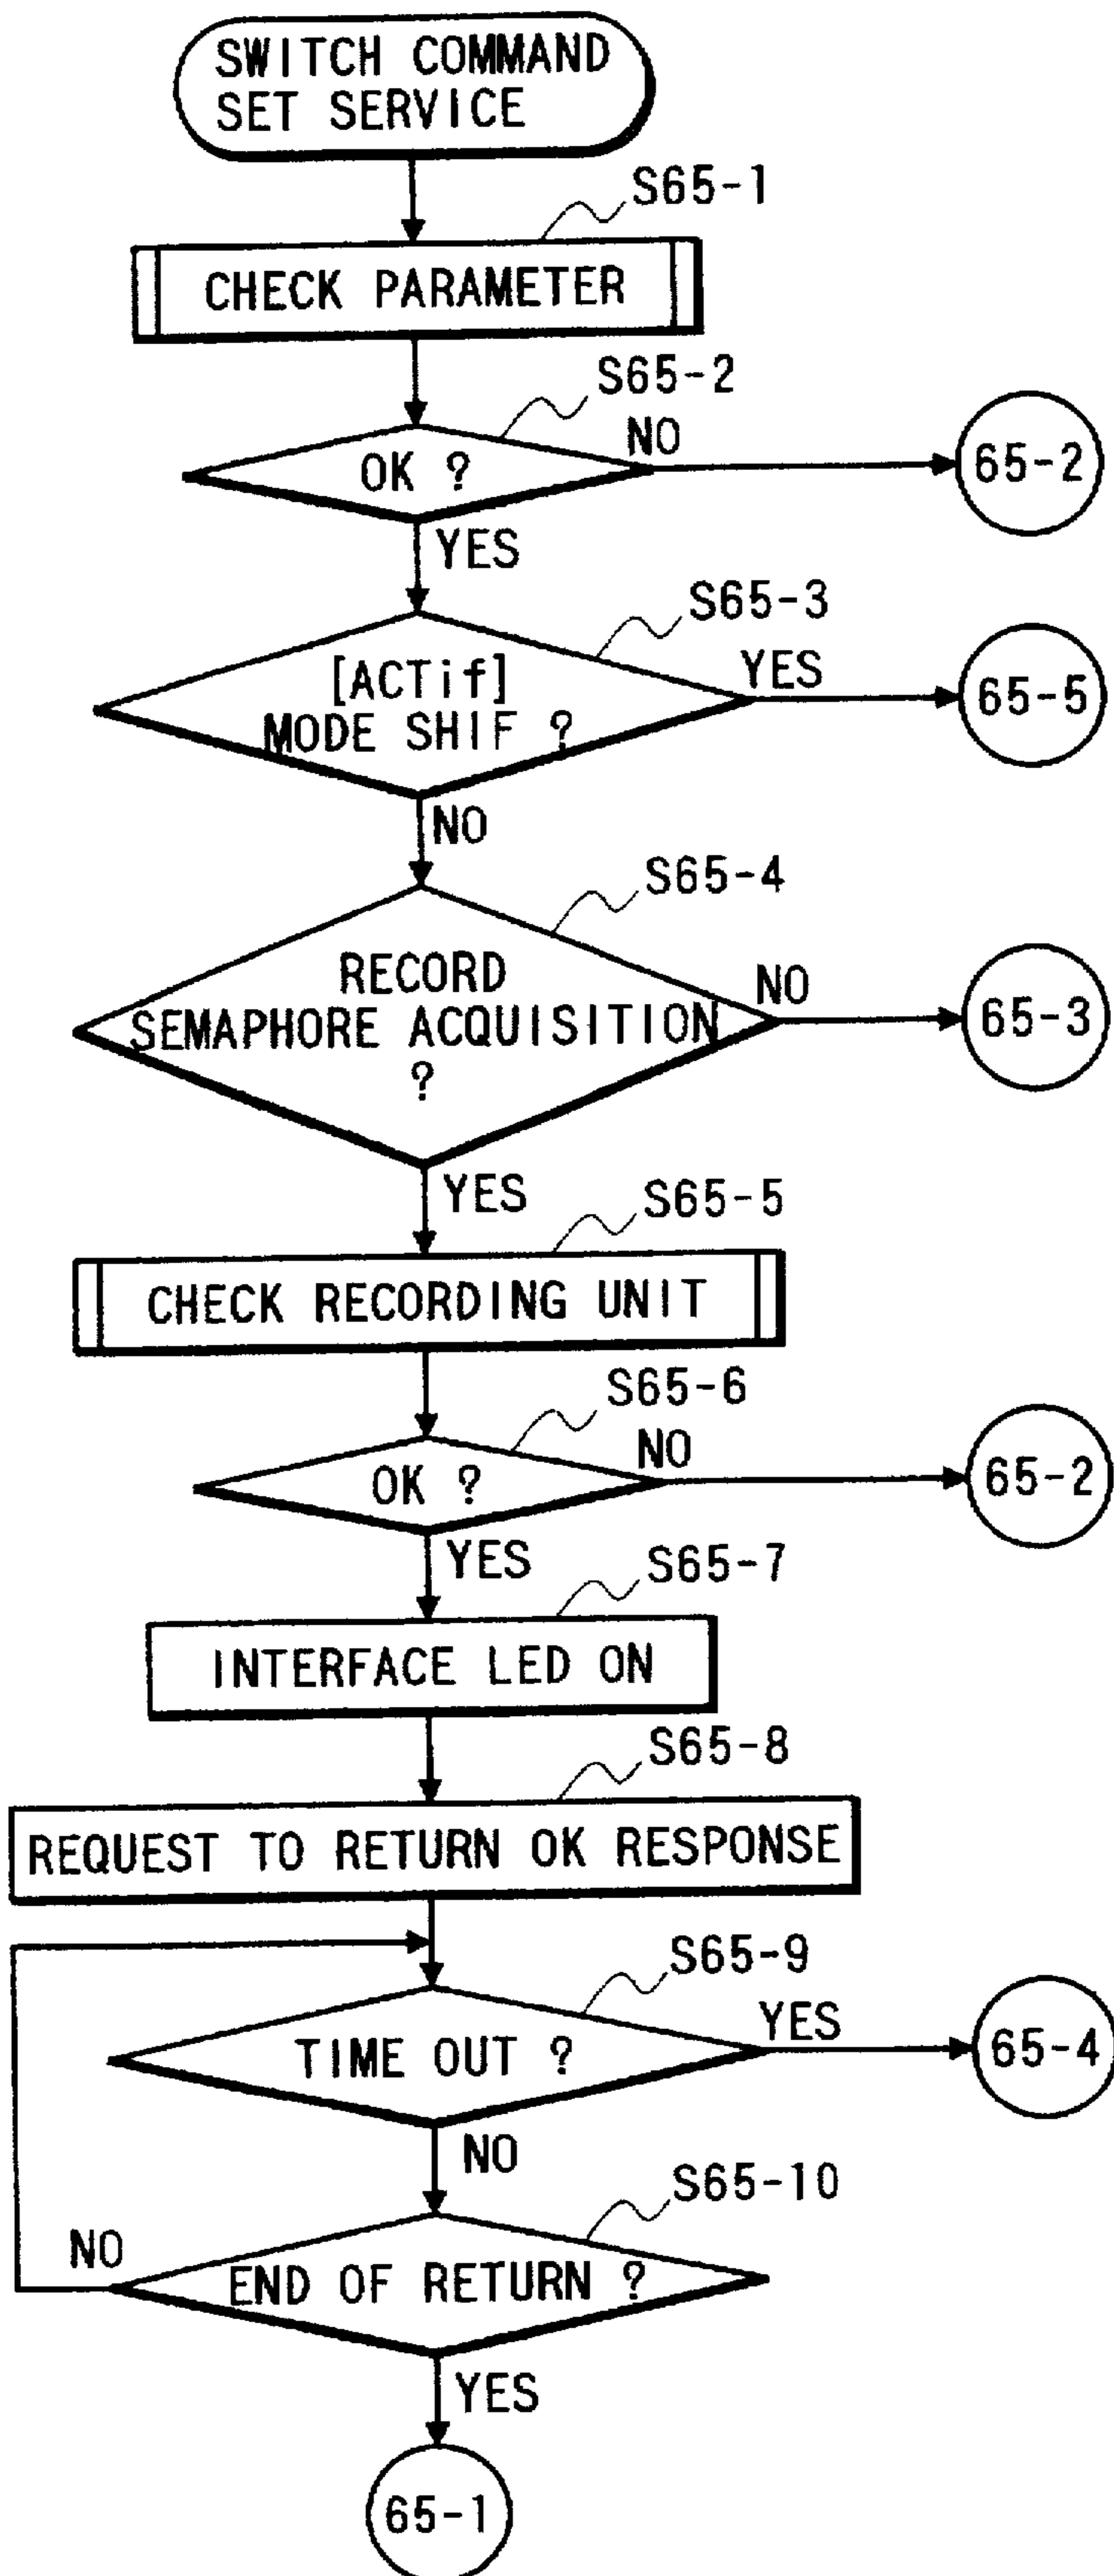 SWITCH COMMAND
SET SERVICE
S65-1
CHECK PARAMETER
S65-2
OK ?
NO
65-2
YES
S65-3
[ACTif]
MODE SHIF ?
YES
65-5
NO
S65-4
RECORD
SEMAPHORE ACQUISITION
?
NO
65-3
YES
S65-5
CHECK RECORDING UNIT
S65-6
OK ?
NO
65-2
YES
S65-7
INTERFACE LED ON
S65-8
REQUEST TO RETURN OK RESPONSE
S65-9
TIME OUT ?
YES
65-4
NO
S65-10
END OF RETURN ?
NO
YES
65-1